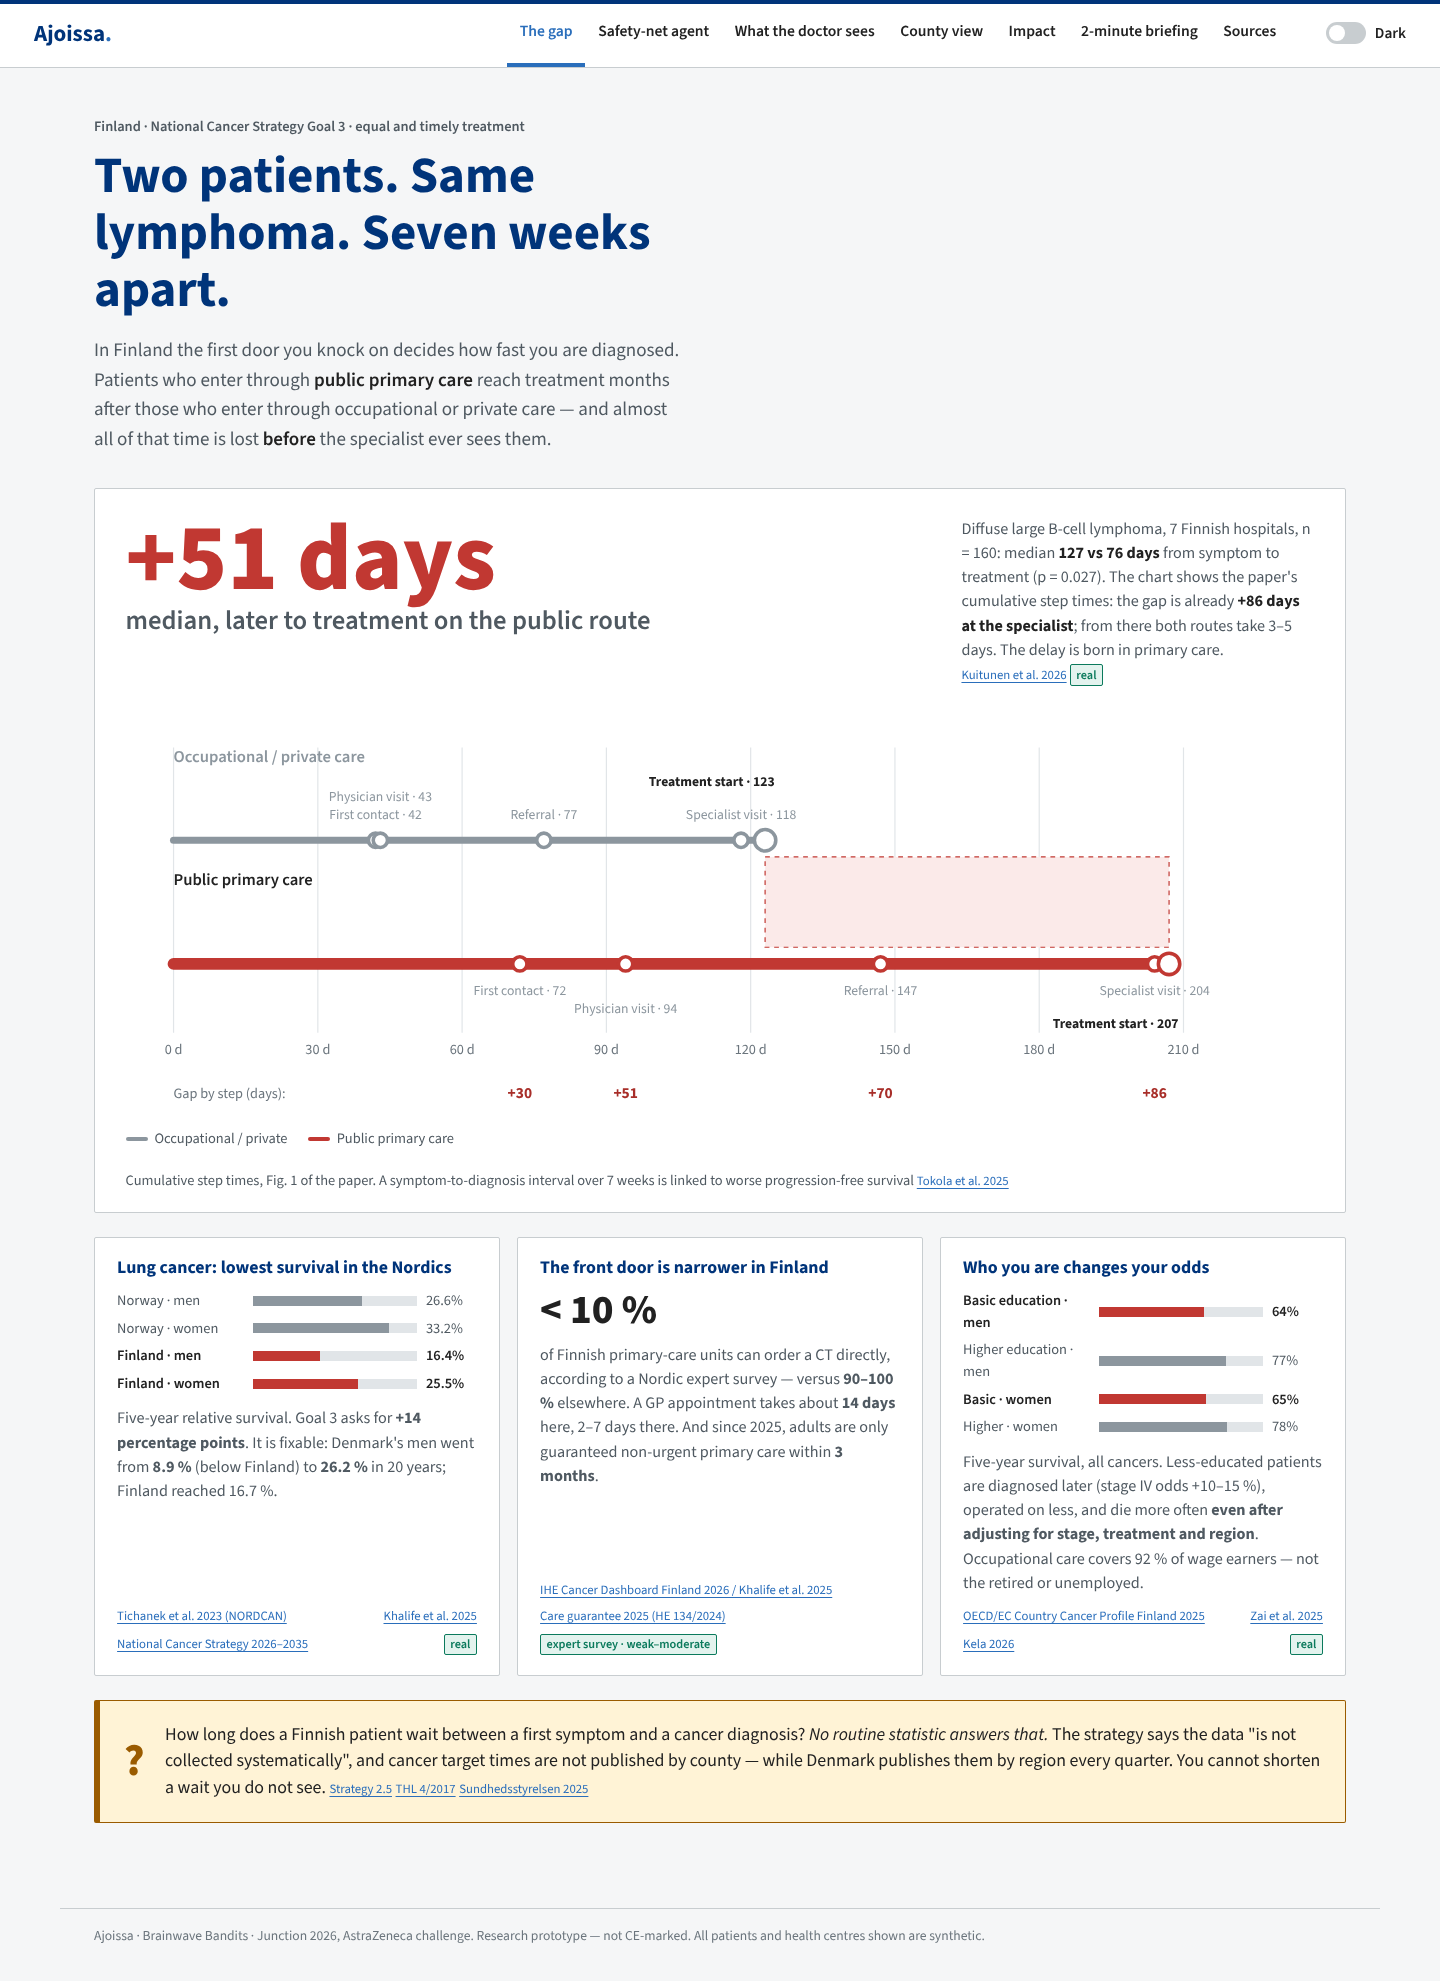 Ajoissa.
The gap
Safety-net agent
What the doctor sees
County view
Impact
2-minute briefing
Sources
Dark
Finland · National Cancer Strategy Goal 3 · equal and timely treatment
Two patients. Same
lymphoma. Seven weeks
apart.
In Finland the first door you knock on decides how fast you are diagnosed.
Patients who enter through public primary care reach treatment months
after those who enter through occupational or private care — and almost
all of that time is lost before the specialist ever sees them.
+51 days
median, later to treatment on the public route
Diffuse large B-cell lymphoma, 7 Finnish hospitals, n
= 160: median 127 vs 76 days from symptom to
treatment (p = 0.027). The chart shows the paper's
cumulative step times: the gap is already +86 days
at the specialist; from there both routes take 3–5
days. The delay is born in primary care.
Kuitunen et al. 2026 real
Occupational / private care
Treatment start · 123
Physician visit · 43
First contact · 42
Referral · 77
Specialist visit · 118
Public primary care
First contact · 72
Referral · 147
Specialist visit · 204
Physician visit · 94
Treatment start · 207
0 d
30 d
60 d
90 d
120 d
150 d
180 d
210 d
Gap by step (days):
+30
+51
+70
+86
Occupational / private
Public primary care
Cumulative step times, Fig. 1 of the paper. A symptom-to-diagnosis interval over 7 weeks is linked to worse progression-free survival Tokola et al. 2025
Lung cancer: lowest survival in the Nordics
Norway · men 26.6%
Norway · women 33.2%
Finland · men 16.4%
Finland · women 25.5%
Five-year relative survival. Goal 3 asks for +14
percentage points. It is fixable: Denmark's men went
from 8.9 % (below Finland) to 26.2 % in 20 years;
Finland reached 16.7 %.
Tichanek et al. 2023 (NORDCAN)
Khalife et al. 2025
National Cancer Strategy 2026–2035
real
The front door is narrower in Finland
< 10 %
of Finnish primary-care units can order a CT directly,
according to a Nordic expert survey — versus 90–100
% elsewhere. A GP appointment takes about 14 days
here, 2–7 days there. And since 2025, adults are only
guaranteed non-urgent primary care within 3
months.
IHE Cancer Dashboard Finland 2026 / Khalife et al. 2025
Care guarantee 2025 (HE 134/2024)
expert survey · weak–moderate
Who you are changes your odds
Basic education ·
men
64%
Higher education ·
men
77%
Basic · women 65%
Higher · women 78%
Five-year survival, all cancers. Less-educated patients
are diagnosed later (stage IV odds +10–15 %),
operated on less, and die more often even after
adjusting for stage, treatment and region.
Occupational care covers 92 % of wage earners — not
the retired or unemployed.
OECD/EC Country Cancer Profile Finland 2025
Zai et al. 2025
Kela 2026
real
?
How long does a Finnish patient wait between a first symptom and a cancer diagnosis? No routine statistic answers that. The strategy says the data "is not
collected systematically", and cancer target times are not published by county — while Denmark publishes them by region every quarter. You cannot shorten
a wait you do not see. Strategy 2.5 THL 4/2017 Sundhedsstyrelsen 2025
Ajoissa · Brainwave Bandits · Junction 2026, AstraZeneca challenge. Research prototype — not CE-marked. All patients and health centres shown are synthetic.